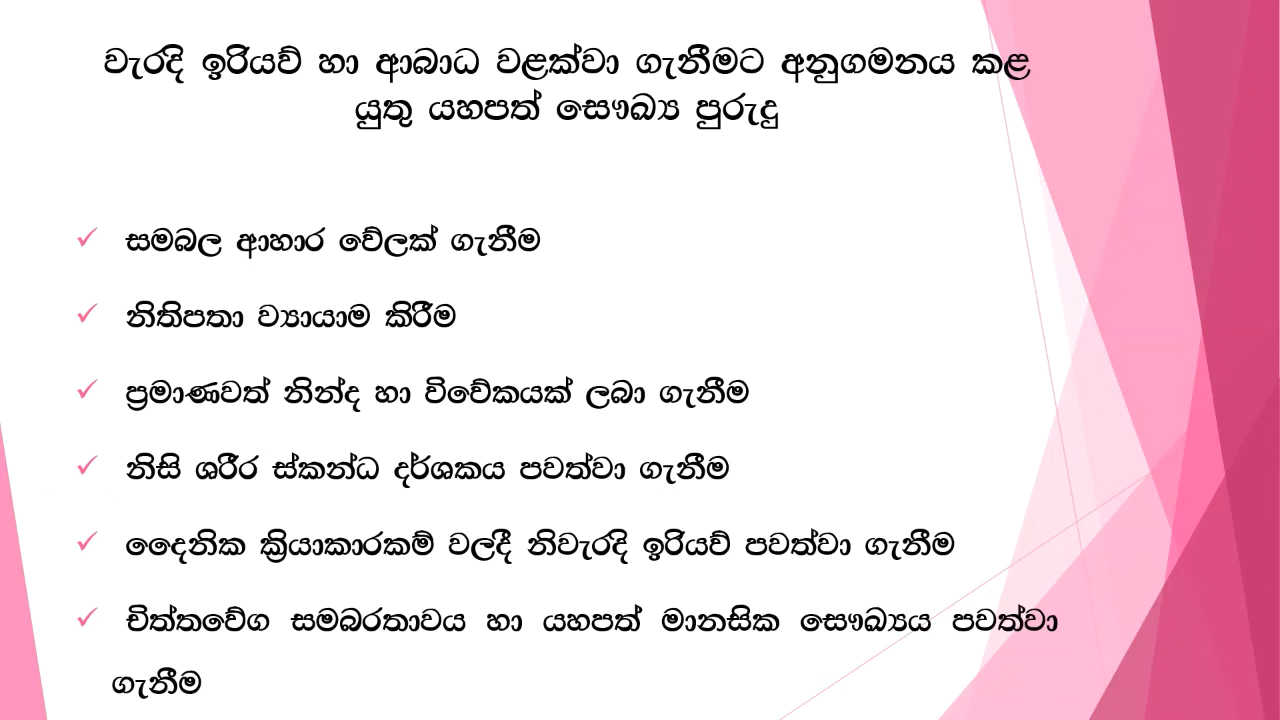 වැරදි ඉරියව් හා ආබාධ වළක්වා ගැනීමට අනුගමනය කළ
යුතු යහපත් සෞඛ්‍ය පුරුදු
✓ සමබල ආහාර වේලක් ගැනීම
✓ නිතිපතා ව්‍යායාම කිරීම
✓ ප්‍රමාණවත් නින්ද හා විවේකයක් ලබා ගැනීම
✓ නිසි ශරීර ස්කන්ධ දර්ශකය පවත්වා ගැනීම
✓ දෛනික ක්‍රියාකාරකම් වලදී නිවැරදි ඉරියව් පවත්වා ගැනීම
✓ චිත්තවේග සමබරතාවය හා යහපත් මානසික සෞඛ්‍යය පවත්වා
ගැනීම